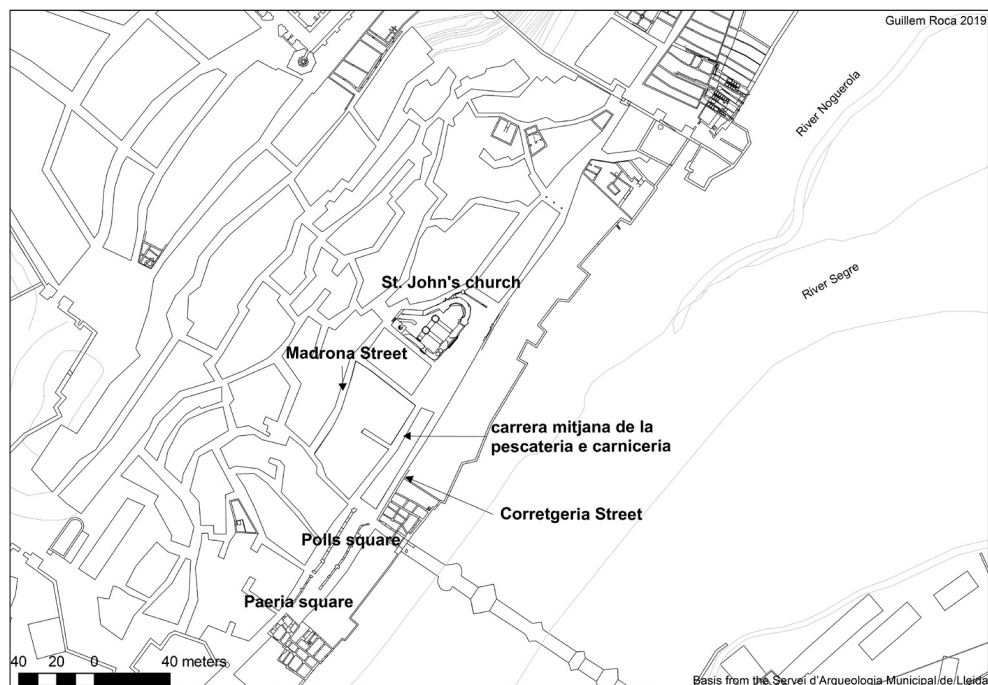 Guillem Roca 2019
River Noguerola
River Segre
St. John's church
Madrona Street
carrera mitjana de la
pescateria e carniceria
Corretgeria Street
Polls square
Paeria square
40 20 0 40 meters
Basis from the Servei d'Arqueologia Municipal de Lleida